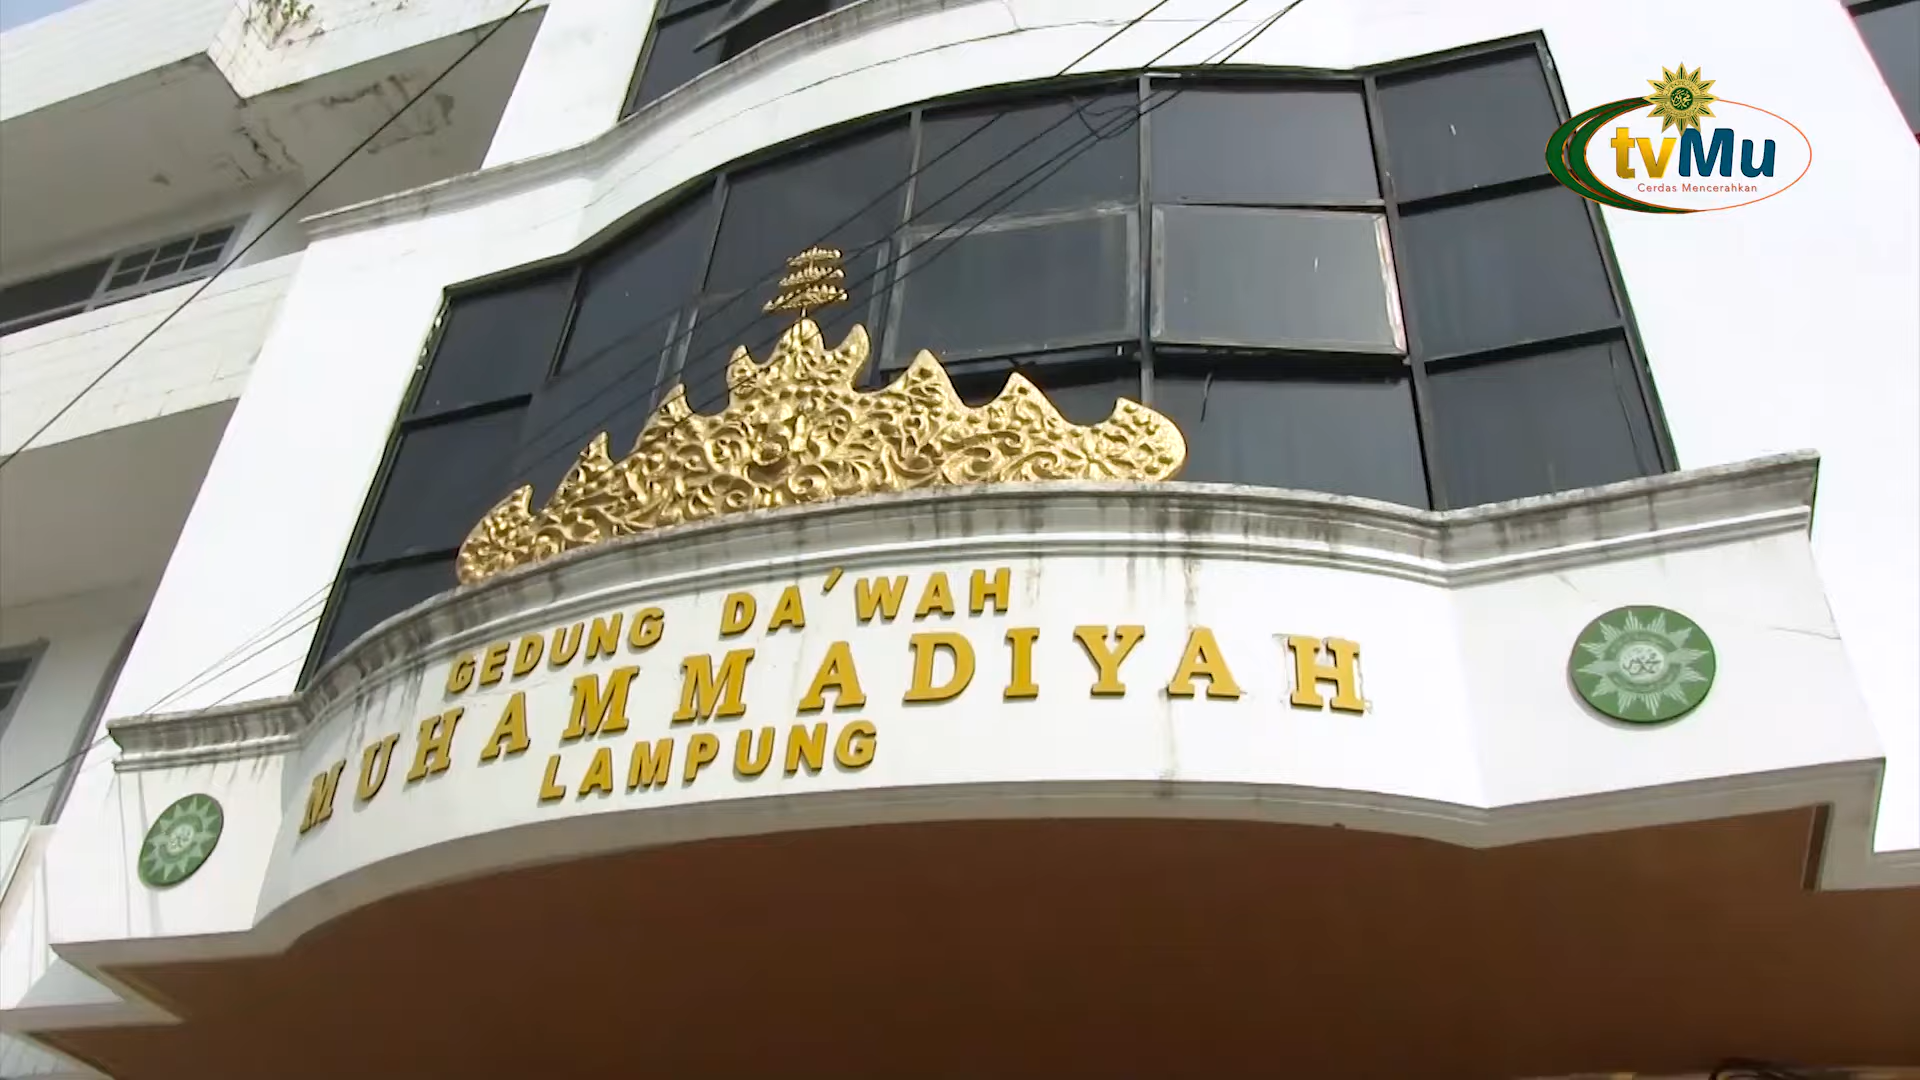 tvMu
Cerdas Mencerahkan
GEDUNG DA'WAH
MUHAMMADIYAH
LAMPUNG